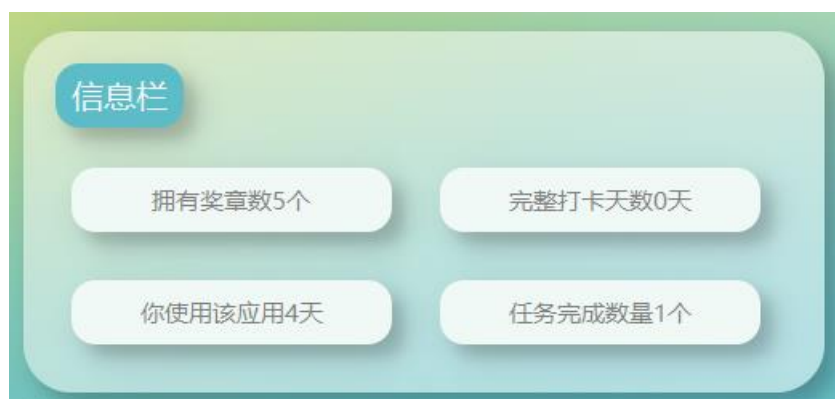 信息栏
拥有奖章数5个
完整打卡天数0天
你使用该应用4天
任务完成数量1个